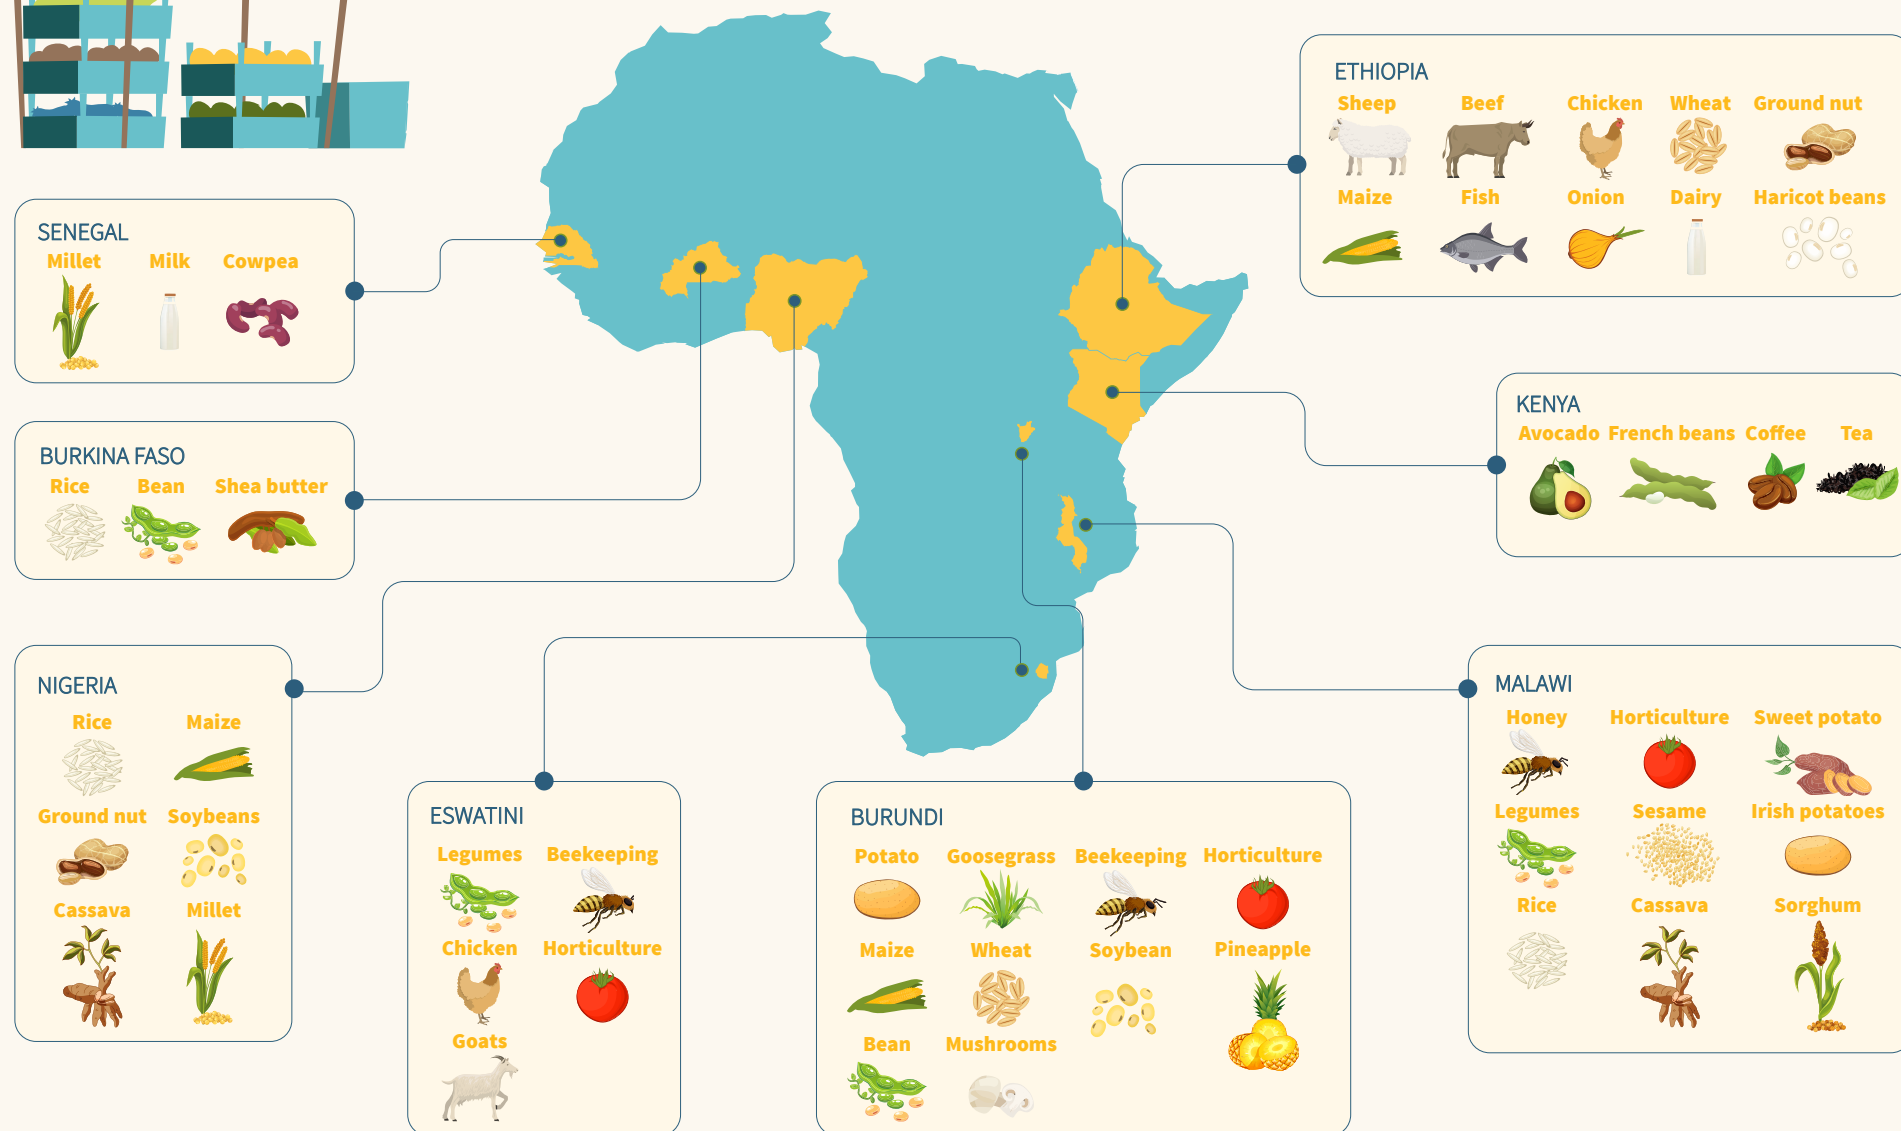 SENEGAL
Millet Milk Cowpea
BURKINA FASO
Rice Bean Shea butter
NIGERIA
Rice Maize
Ground nut Soybeans
Cassava Millet
ESWATINI
Legumes Beekeeping
Chicken Horticulture
Goats
BURUNDI
Potato Goosegrass Beekeeping Horticulture
Maize Wheat Soybean Pineapple
Bean Mushrooms
ETHIOPIA
Sheep Beef Chicken Wheat Ground nut
Maize Fish Onion Dairy Haricot beans
KENYA
Avocado French beans Coffee Tea
MALAWI
Honey Horticulture Sweet potato
Legumes Sesame Irish potatoes
Rice Cassava Sorghum